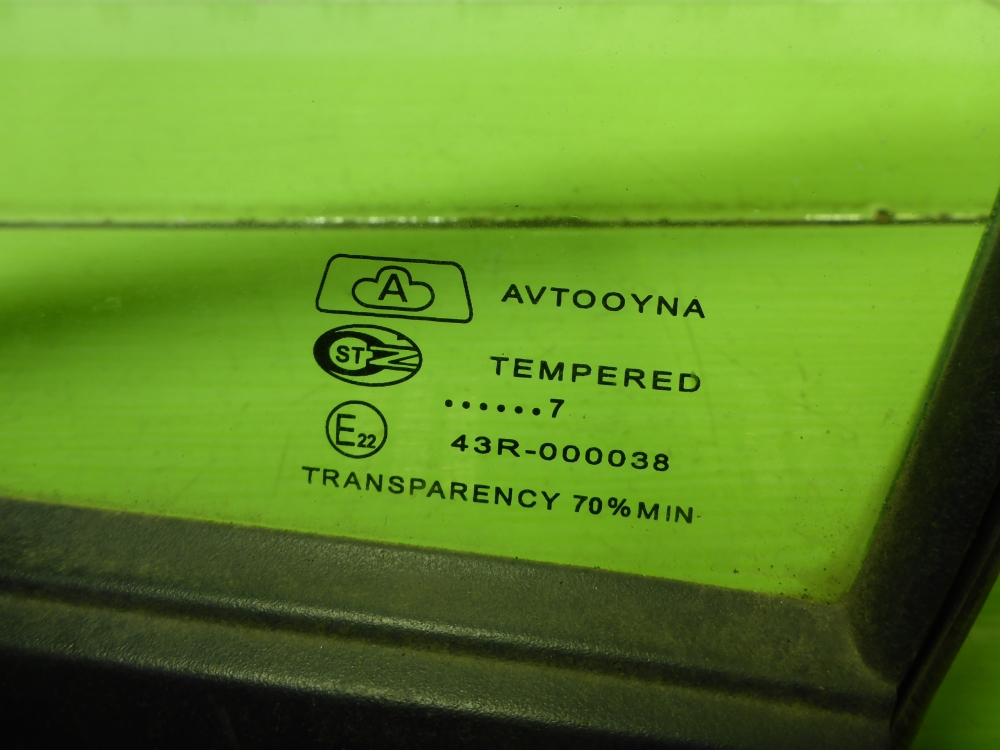 A AVTOOYNA
ST TEMPERED
......7
E22 43R-000038
TRANSPARENCY 70%MIN